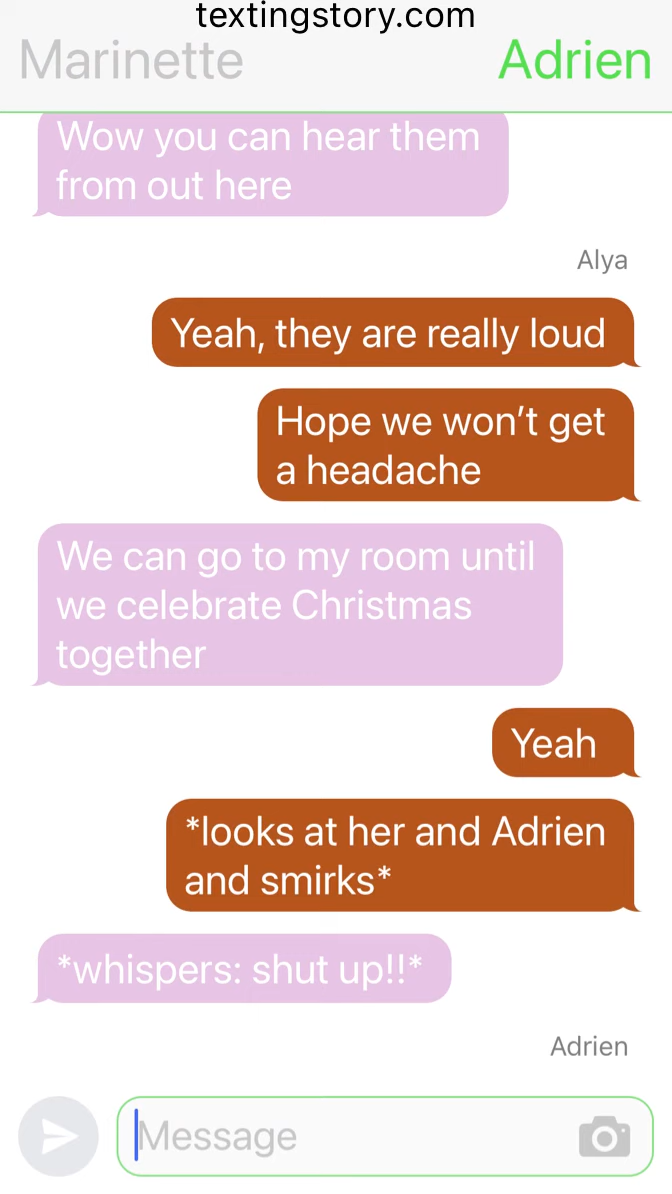 textingstory.com
Marinette
Adrien
Wow you can hear them
from out here
Alya
Yeah, they are really loud
Hope we won’t get
a headache
We can go to my room until
we celebrate Christmas
together
Yeah
*looks at her and Adrien
and smirks*
*whispers: shut up!!*
Adrien
Message